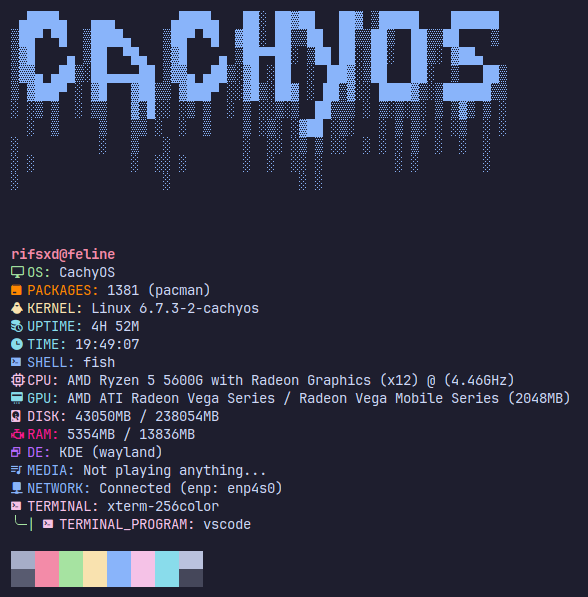 CACHYOS
rifsxd@feline
OS: CachyOS
PACKAGES: 1381 (pacman)
KERNEL: Linux 6.7.3-2-cachyos
UPTIME: 4H 52M
TIME: 19:49:07
SHELL: fish
CPU: AMD Ryzen 5 5600G with Radeon Graphics (x12) @ (4.46GHz)
GPU: AMD ATI Radeon Vega Series / Radeon Vega Mobile Series (2048MB)
DISK: 43050MB / 238054MB
RAM: 5354MB / 13836MB
DE: KDE (wayland)
MEDIA: Not playing anything...
NETWORK: Connected (enp: enp4s0)
TERMINAL: xterm-256color
╰─| TERMINAL_PROGRAM: vscode